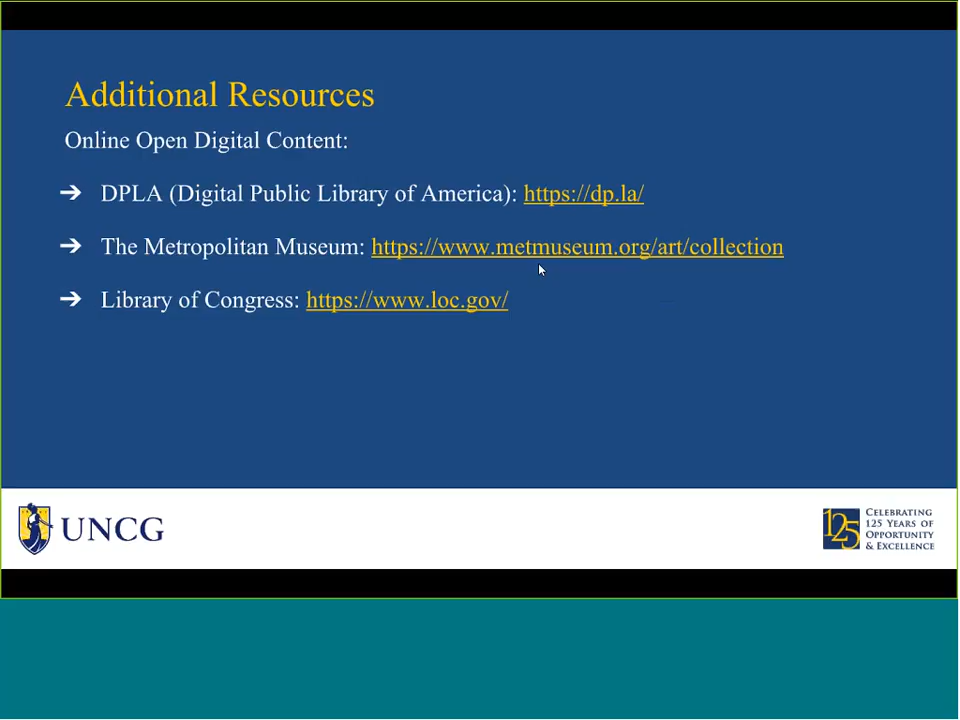 Additional Resources
Online Open Digital Content:
➔ DPLA (Digital Public Library of America): https://dp.la/
➔ The Metropolitan Museum: https://www.metmuseum.org/art/collection
➔ Library of Congress: https://www.loc.gov/
UNCG
125
CELEBRATING
125 YEARS OF
OPPORTUNITY
& EXCELLENCE